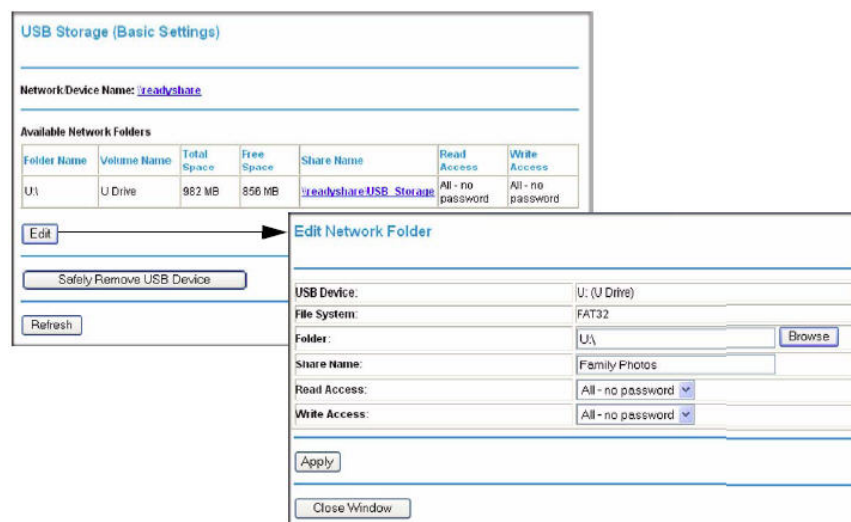 USB Storage (Basic Settings)
Network/Device Name: \\readyshare
Available Network Folders
Folder Name Volume Name Total Space Free Space Share Name Read Access Write Access
U:\ U Drive 982 MB 856 MB \\readyshare\USB_Storage All - no password All - no password
Edit
Safely Remove USB Device
Refresh
Edit Network Folder
USB Device: U: (U Drive)
File System: FAT32
Folder: U:\ Browse
Share Name: Family Photos
Read Access: All - no password
Write Access: All - no password
Apply
Close Window